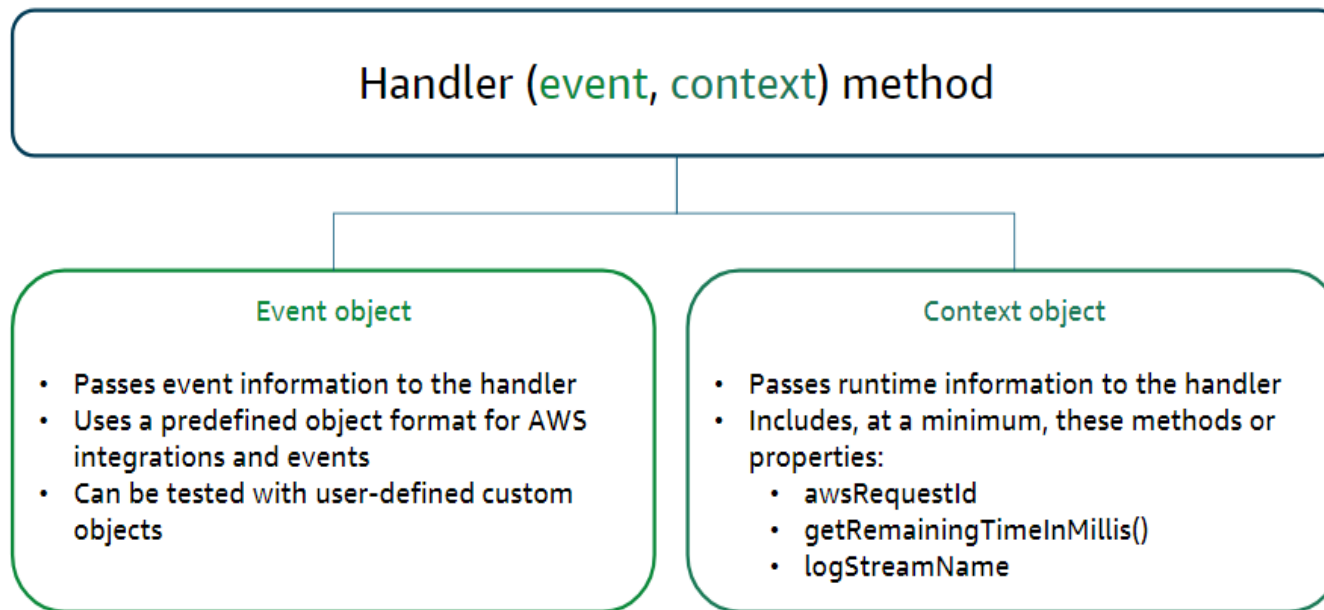 Handler (event, context) method
Event object
• Passes event information to the handler
• Uses a predefined object format for AWS
integrations and events
• Can be tested with user-defined custom
objects
Context object
• Passes runtime information to the handler
• Includes, at a minimum, these methods or
properties:
• awsRequestId
• getRemainingTimeInMillis()
• logStreamName